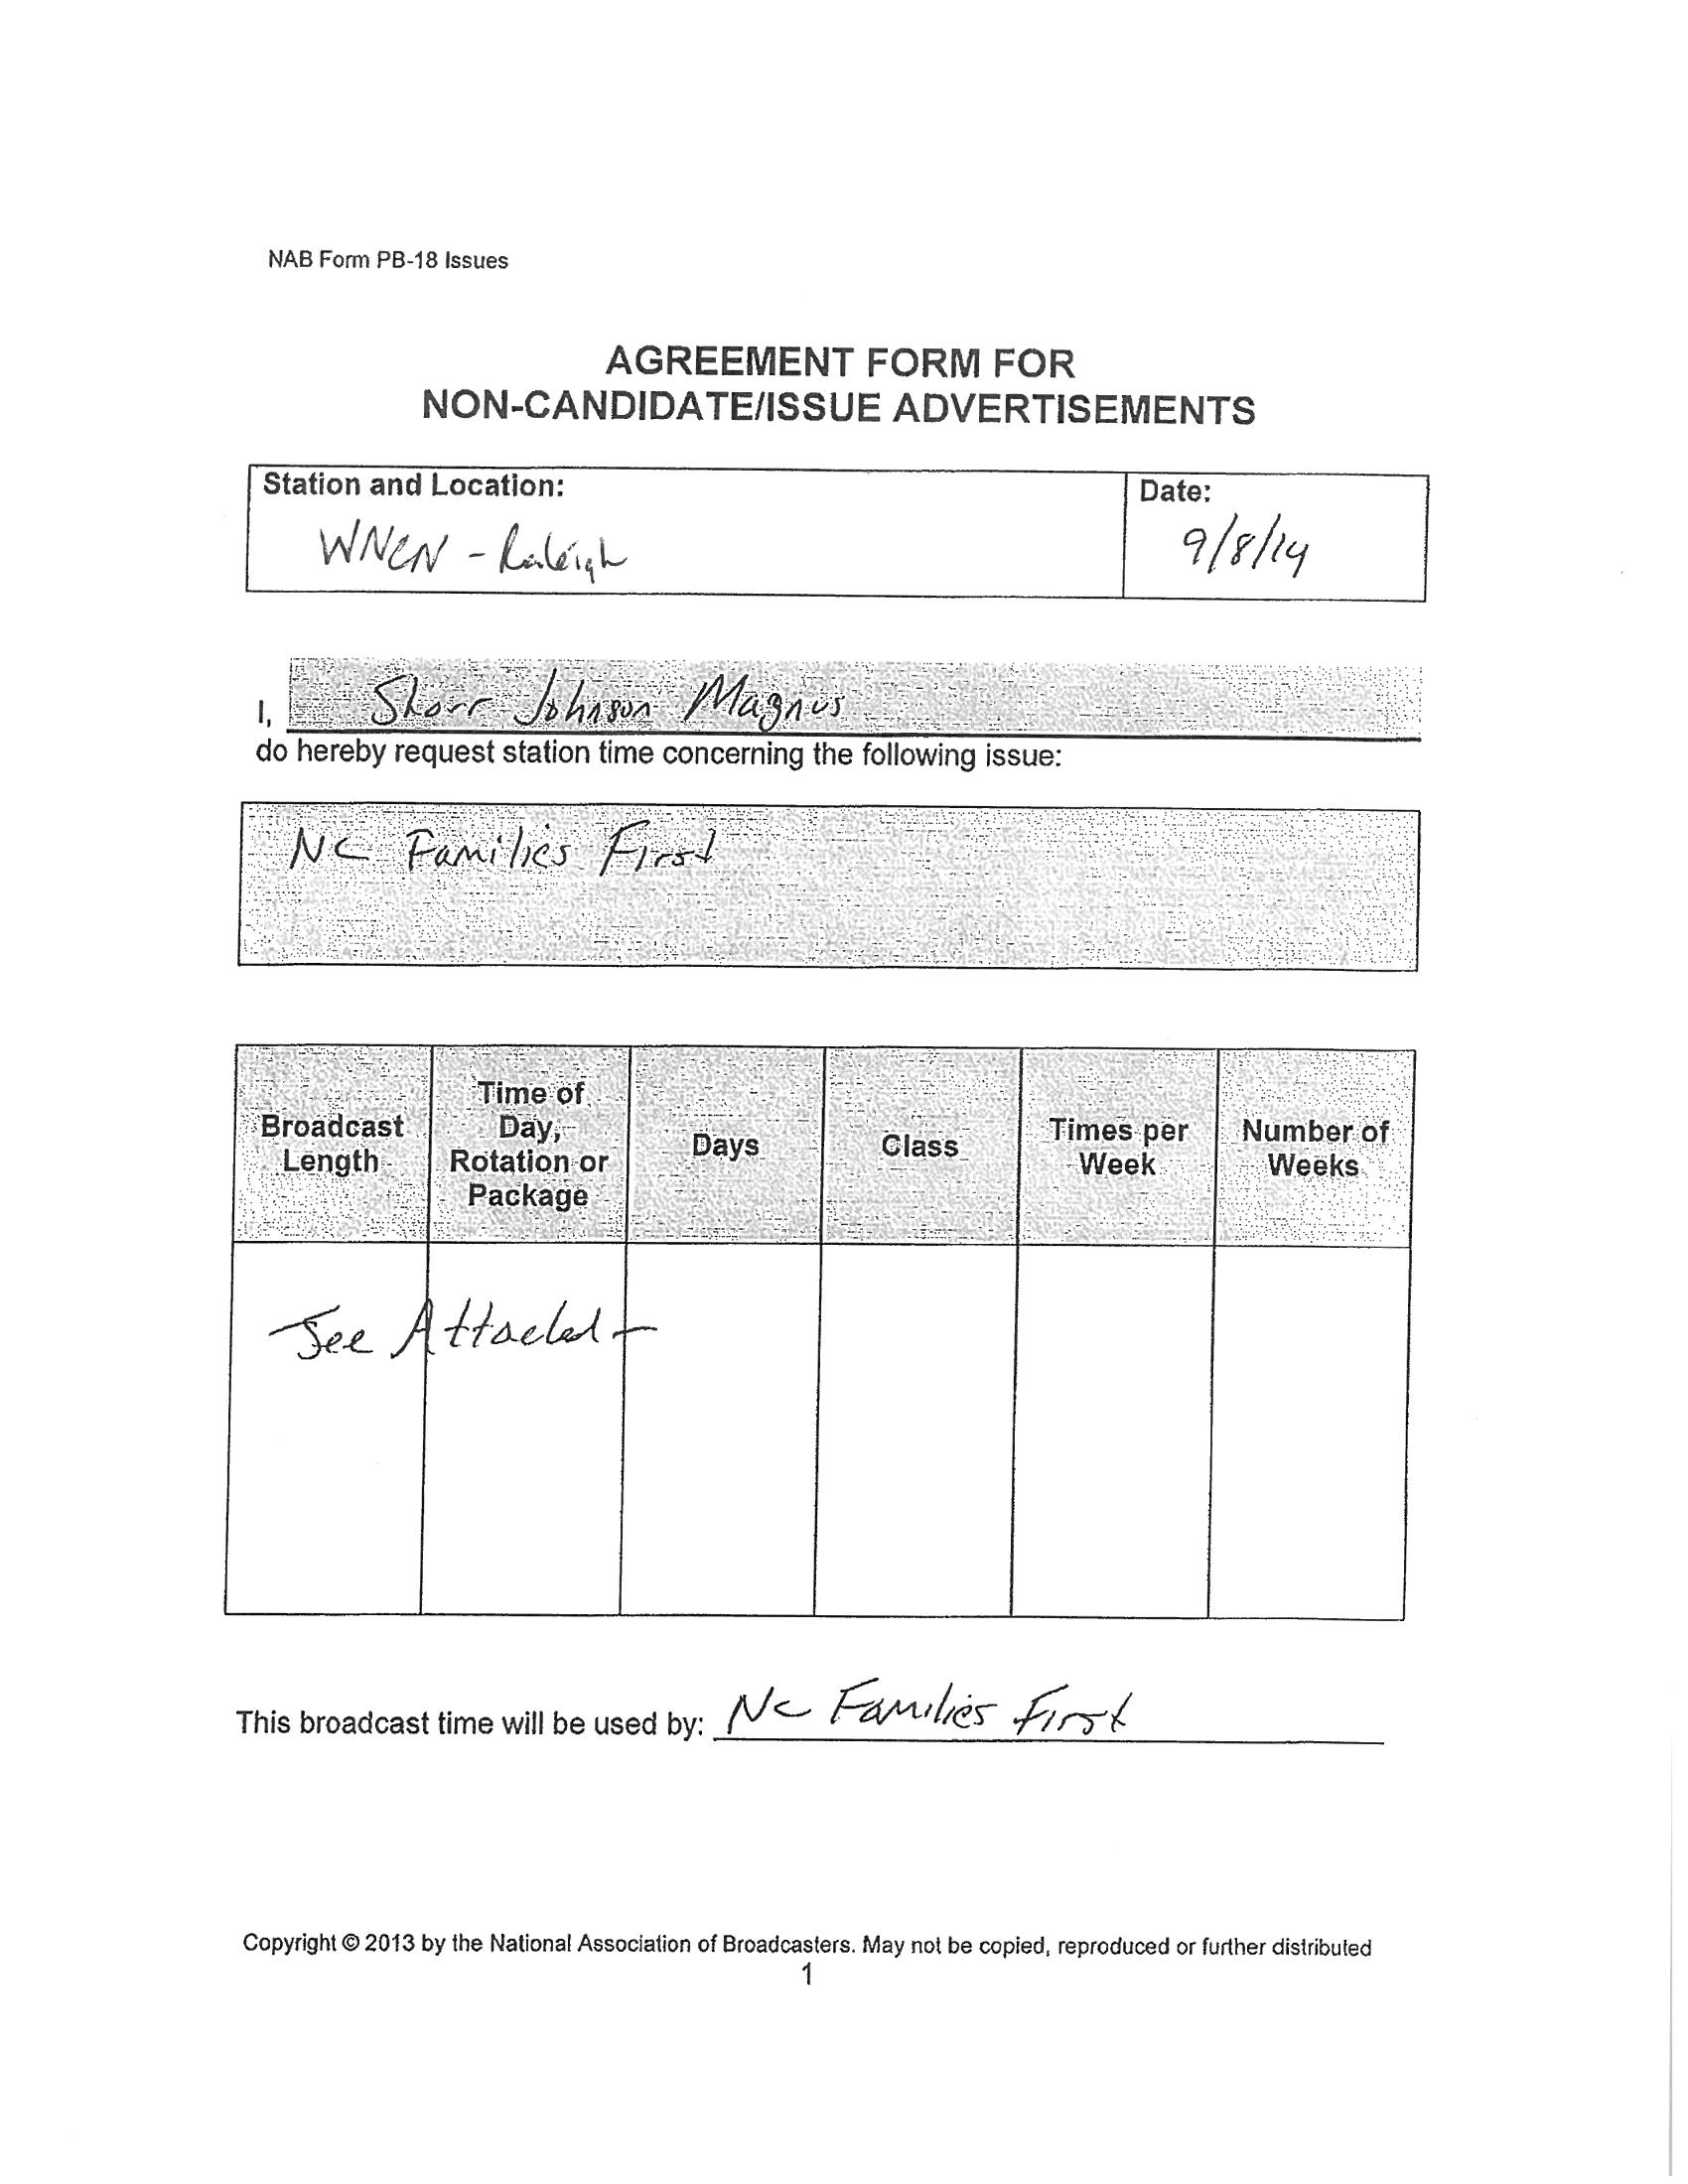 NAB Form PB-18 Issues
AGREEMENT FORM FOR
NON-CANDIDATE/ISSUE ADVERTISEMENTS
Station and Location:
Date:
WNCN - Raleigh
9/8/14
I, Shorr Johnson Magnus
do hereby request station time concerning the following issue:
NC Families First
Broadcast Length
Time of Day, Rotation or Package
Days
Class
Times per Week
Number of Weeks
See Attached -
This broadcast time will be used by: NC Families First
Copyright © 2013 by the National Association of Broadcasters. May not be copied, reproduced or further distributed
1